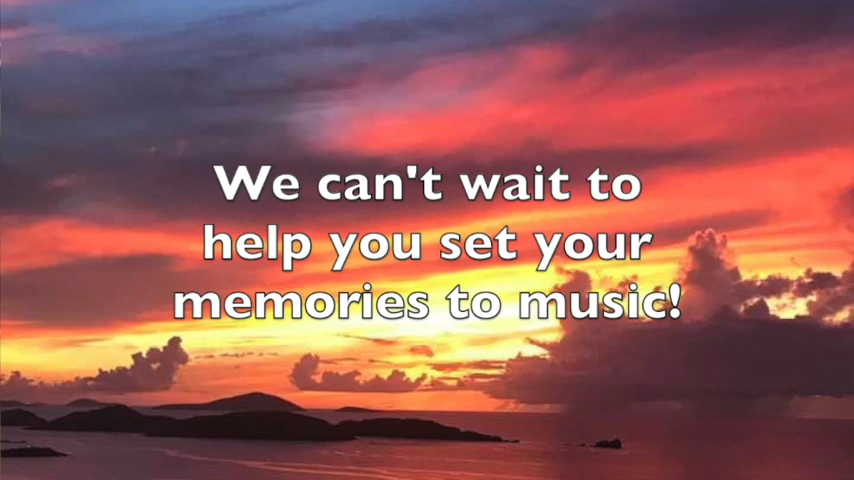 We can't wait to
help you set your
memories to music!